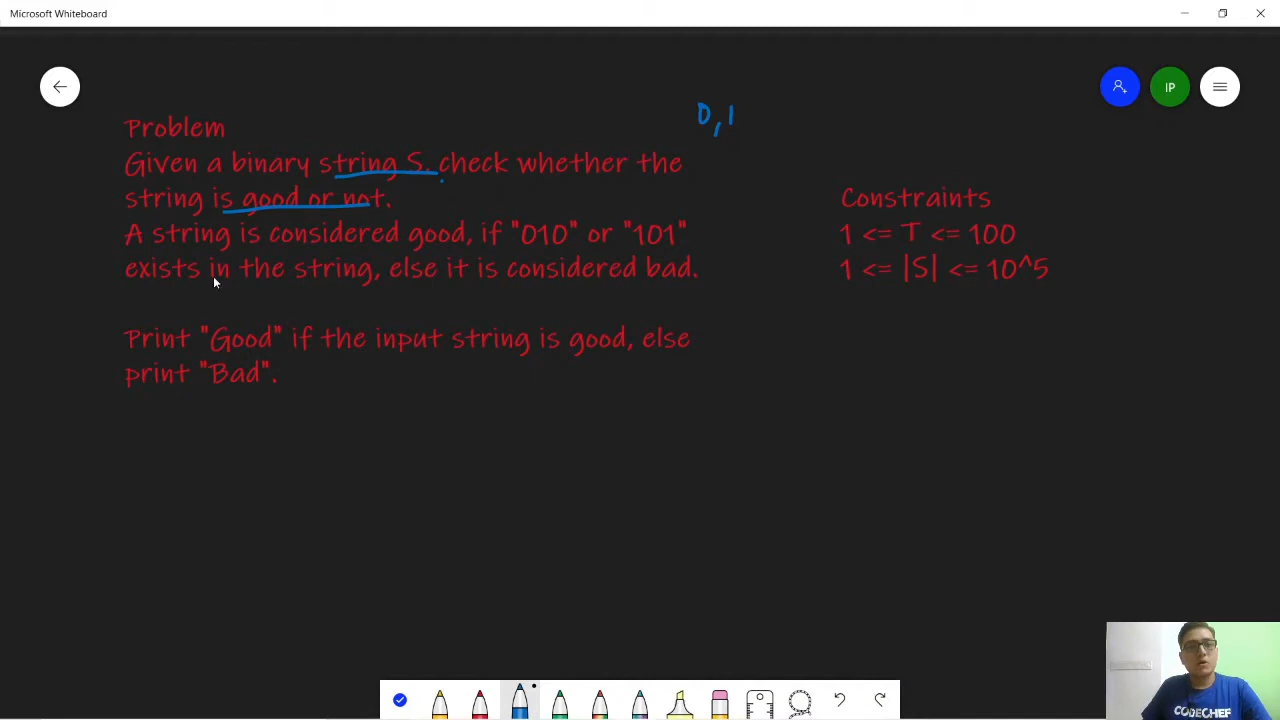 Microsoft Whiteboard
IP
0,1
Problem
Given a binary string S. check whether the
string is good or not.
A string is considered good, if "010" or "101"
exists in the string, else it is considered bad.
Print "Good" if the input string is good, else
print "Bad".
Constraints
1 <= T <= 100
1 <= |S| <= 10^5
CODECHEF